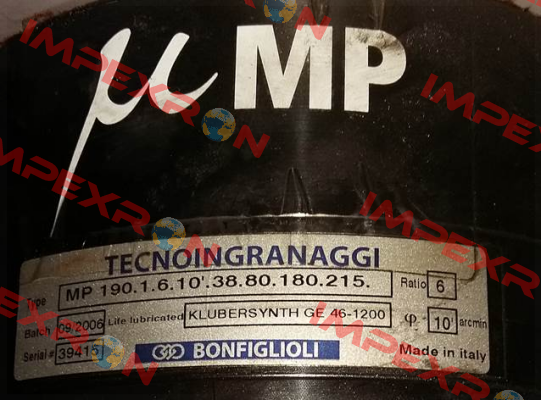 µMP
TECNOINGRANAGGI
Type MP 190.1.6.10'.38.80.180.215. Ratio 6
Batch 09.2006 Life lubricated KLUBERSYNTH GE 46-1200 φ 10' arcmin
Serial# 39415 BONFIGLIOLI Made in italy
IMPEXRON
IMPEXRON
IMPEXRON
IMPEXRON
IMPEXRON